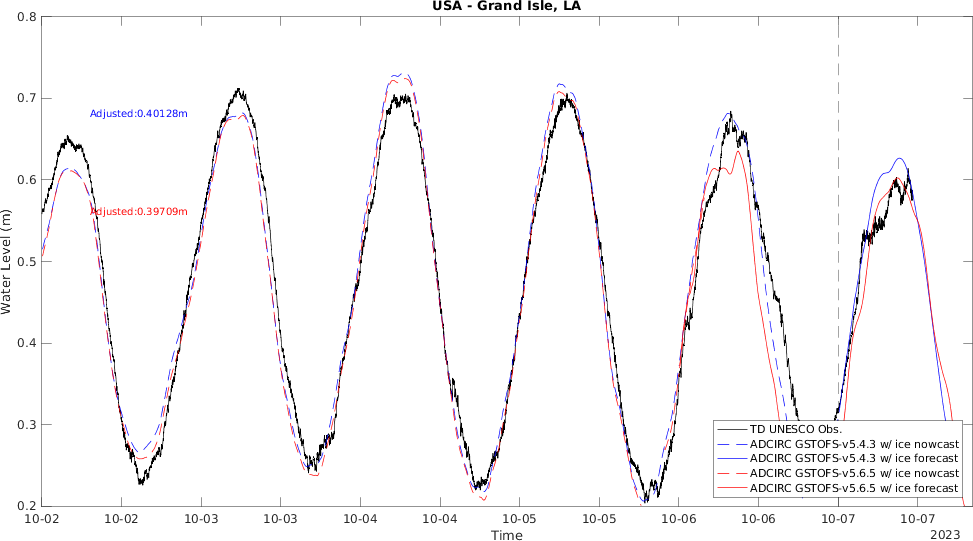 USA - Grand Isle, LA
0.8
0.7
0.6
0.5
0.4
0.3
0.2
Water Level (m)
Adjusted:0.40128m
Adjusted:0.39709m
TD UNESCO Obs.
ADCIRC GSTOFS-v5.4.3 w/ ice nowcast
ADCIRC GSTOFS-v5.4.3 w/ ice forecast
ADCIRC GSTOFS-v5.6.5 w/ ice nowcast
ADCIRC GSTOFS-v5.6.5 w/ ice forecast
10-02 10-02 10-03 10-03 10-04 10-04 10-05 10-05 10-06 10-06 10-07 10-07
Time
2023